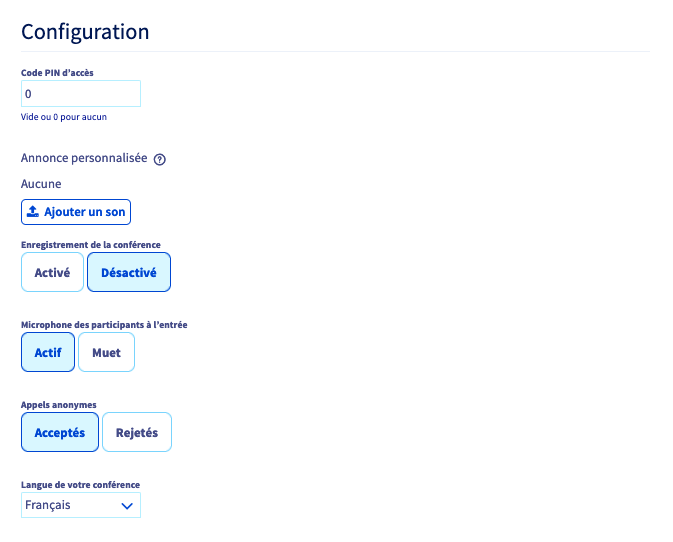 Configuration
Code PIN d'accès
0
Vide ou 0 pour aucun
Annonce personnalisée ?
Aucune
Ajouter un son
Enregistrement de la conférence
Activé Désactivé
Microphone des participants à l'entrée
Actif Muet
Appels anonymes
Acceptés Rejetés
Langue de votre conférence
Français